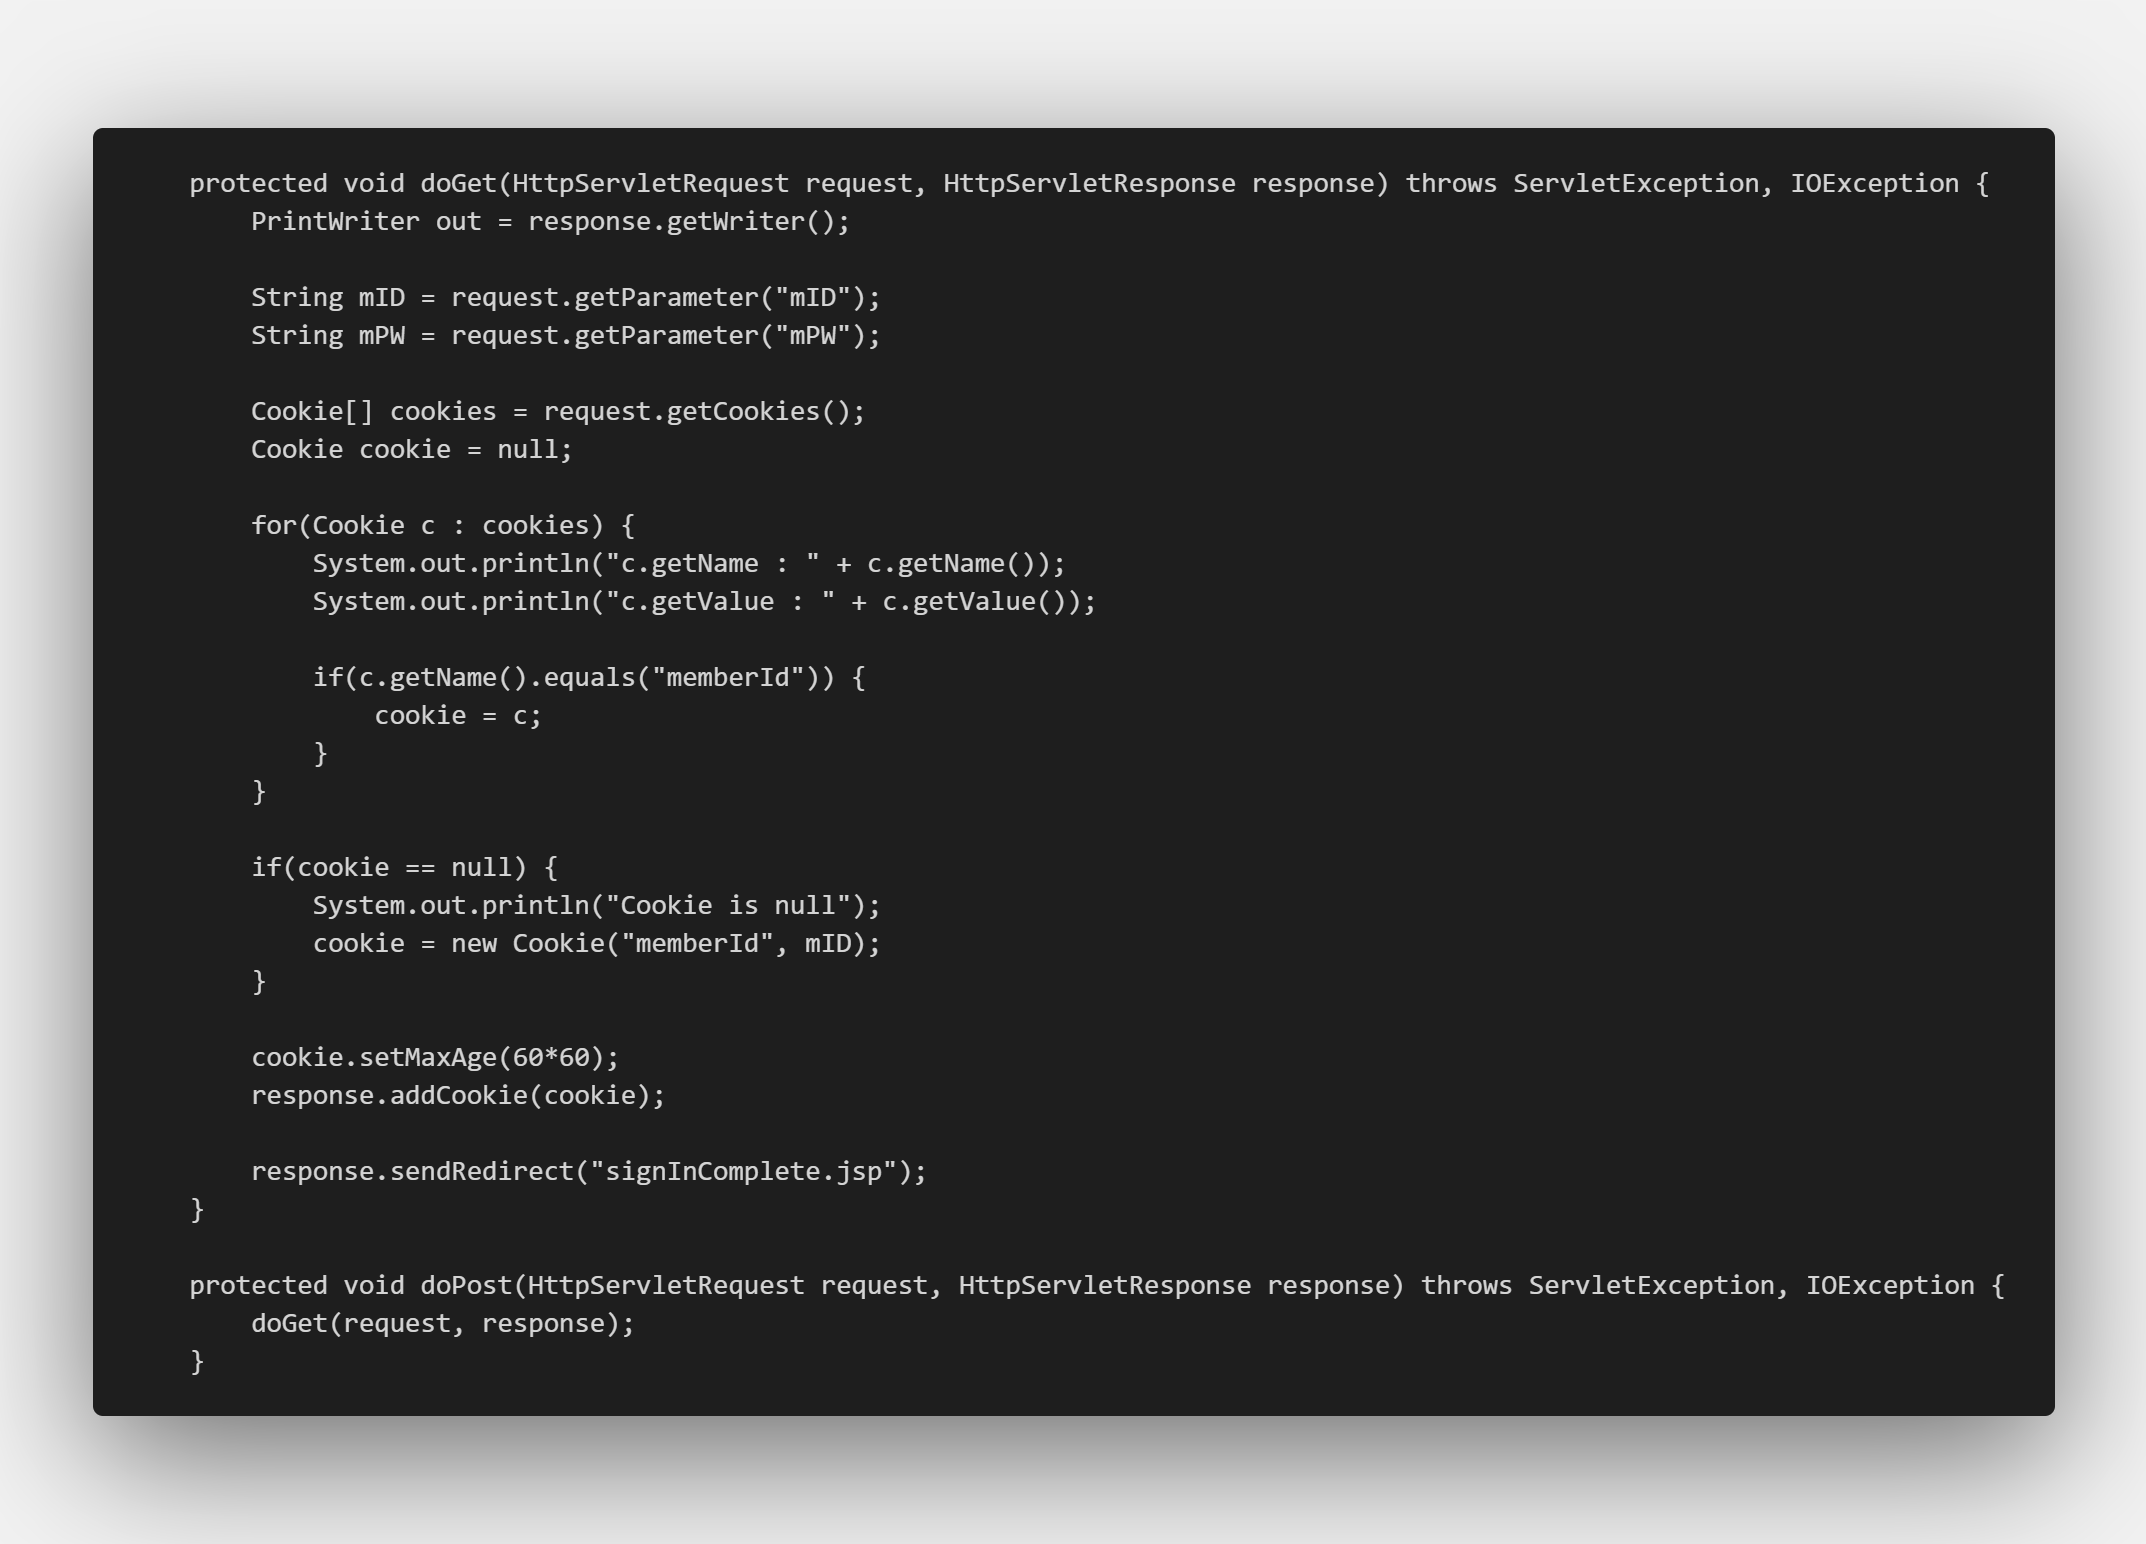 protected void doGet(HttpServletRequest request, HttpServletResponse response) throws ServletException, IOException {
PrintWriter out = response.getWriter();
String mID = request.getParameter("mID");
String mPW = request.getParameter("mPW");
Cookie[] cookies = request.getCookies();
Cookie cookie = null;
for(Cookie c : cookies) {
System.out.println("c.getName : " + c.getName());
System.out.println("c.getValue : " + c.getValue());
if(c.getName().equals("memberId")) {
cookie = c;
}
}
if(cookie == null) {
System.out.println("Cookie is null");
cookie = new Cookie("memberId", mID);
}
cookie.setMaxAge(60*60);
response.addCookie(cookie);
response.sendRedirect("signInComplete.jsp");
}
protected void doPost(HttpServletRequest request, HttpServletResponse response) throws ServletException, IOException {
doGet(request, response);
}